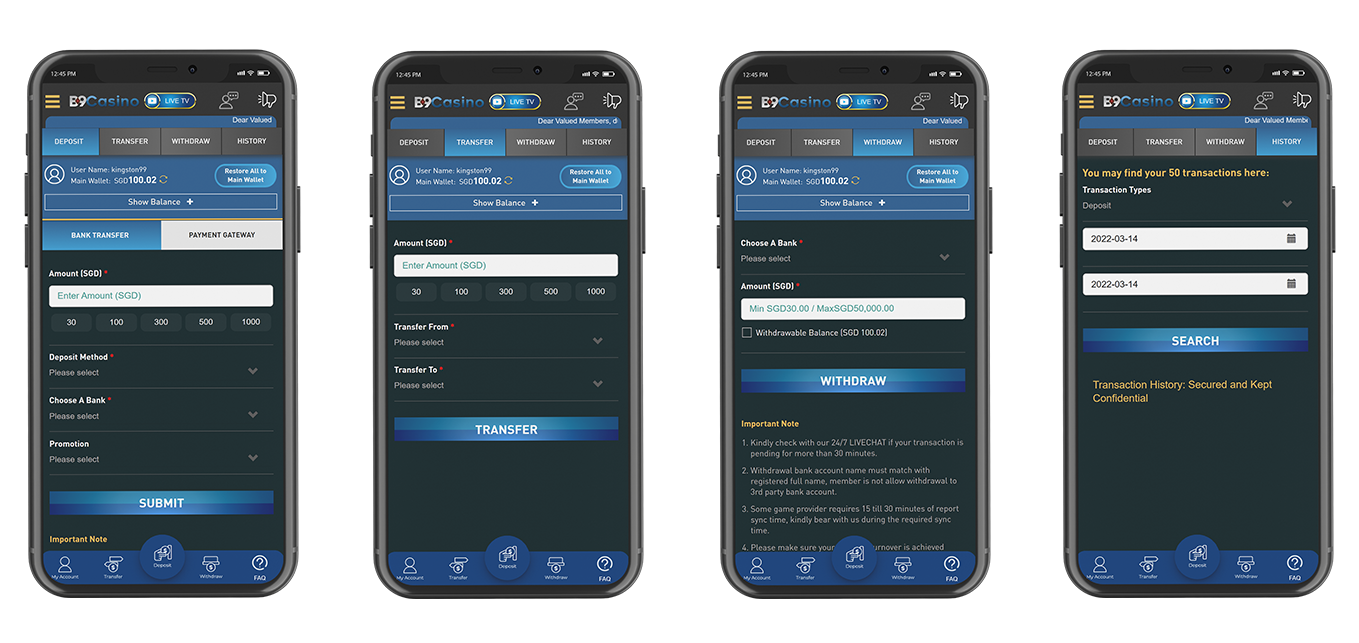 12:45 PM
B9Casino LIVE TV
Dear Valued
DEPOSIT TRANSFER WITHDRAW HISTORY
User Name: kingston99
Main Wallet: SGD100.02
Restore All to
Main Wallet
Show Balance +
BANK TRANSFER PAYMENT GATEWAY
Amount (SGD) *
Enter Amount (SGD)
30 100 300 500 1000
Deposit Method *
Please select
Choose A Bank *
Please select
Promotion
Please select
SUBMIT
Important Note
My Account Transfer Deposit Withdraw FAQ
12:45 PM
B9Casino LIVE TV
Dear Valued Members, d
DEPOSIT TRANSFER WITHDRAW HISTORY
User Name: kingston99
Main Wallet: SGD100.02
Restore All to
Main Wallet
Show Balance +
Amount (SGD) *
Enter Amount (SGD)
30 100 300 500 1000
Transfer From *
Please select
Transfer To *
Please select
TRANSFER
My Account Transfer Deposit Withdraw FAQ
12:45 PM
B9Casino LIVE TV
Dear Valued
DEPOSIT TRANSFER WITHDRAW HISTORY
User Name: kingston99
Main Wallet: SGD100.02
Restore All to
Main Wallet
Show Balance +
Choose A Bank *
Please select
Amount (SGD) *
Min SGD30.00 / MaxSGD50,000.00
Withdrawable Balance (SGD 100.02)
WITHDRAW
Important Note
1. Kindly check with our 24/7 LIVECHAT if your transaction is
pending for more than 30 minutes.
2. Withdrawal bank account name must match with
registered full name, member is not allow withdrawal to
3rd party bank account.
3. Some game provider requires 15 till 30 minutes of report
sync time, kindly bear with us during the required sync
time.
4. Please make sure your turnover is achieved
My Account Transfer Deposit Withdraw FAQ
12:45 PM
B9Casino LIVE TV
Dear Valued Membe
DEPOSIT TRANSFER WITHDRAW HISTORY
You may find your 50 transactions here:
Transaction Types
Deposit
2022-03-14
2022-03-14
SEARCH
Transaction History: Secured and Kept
Confidential
My Account Transfer Deposit Withdraw FAQ